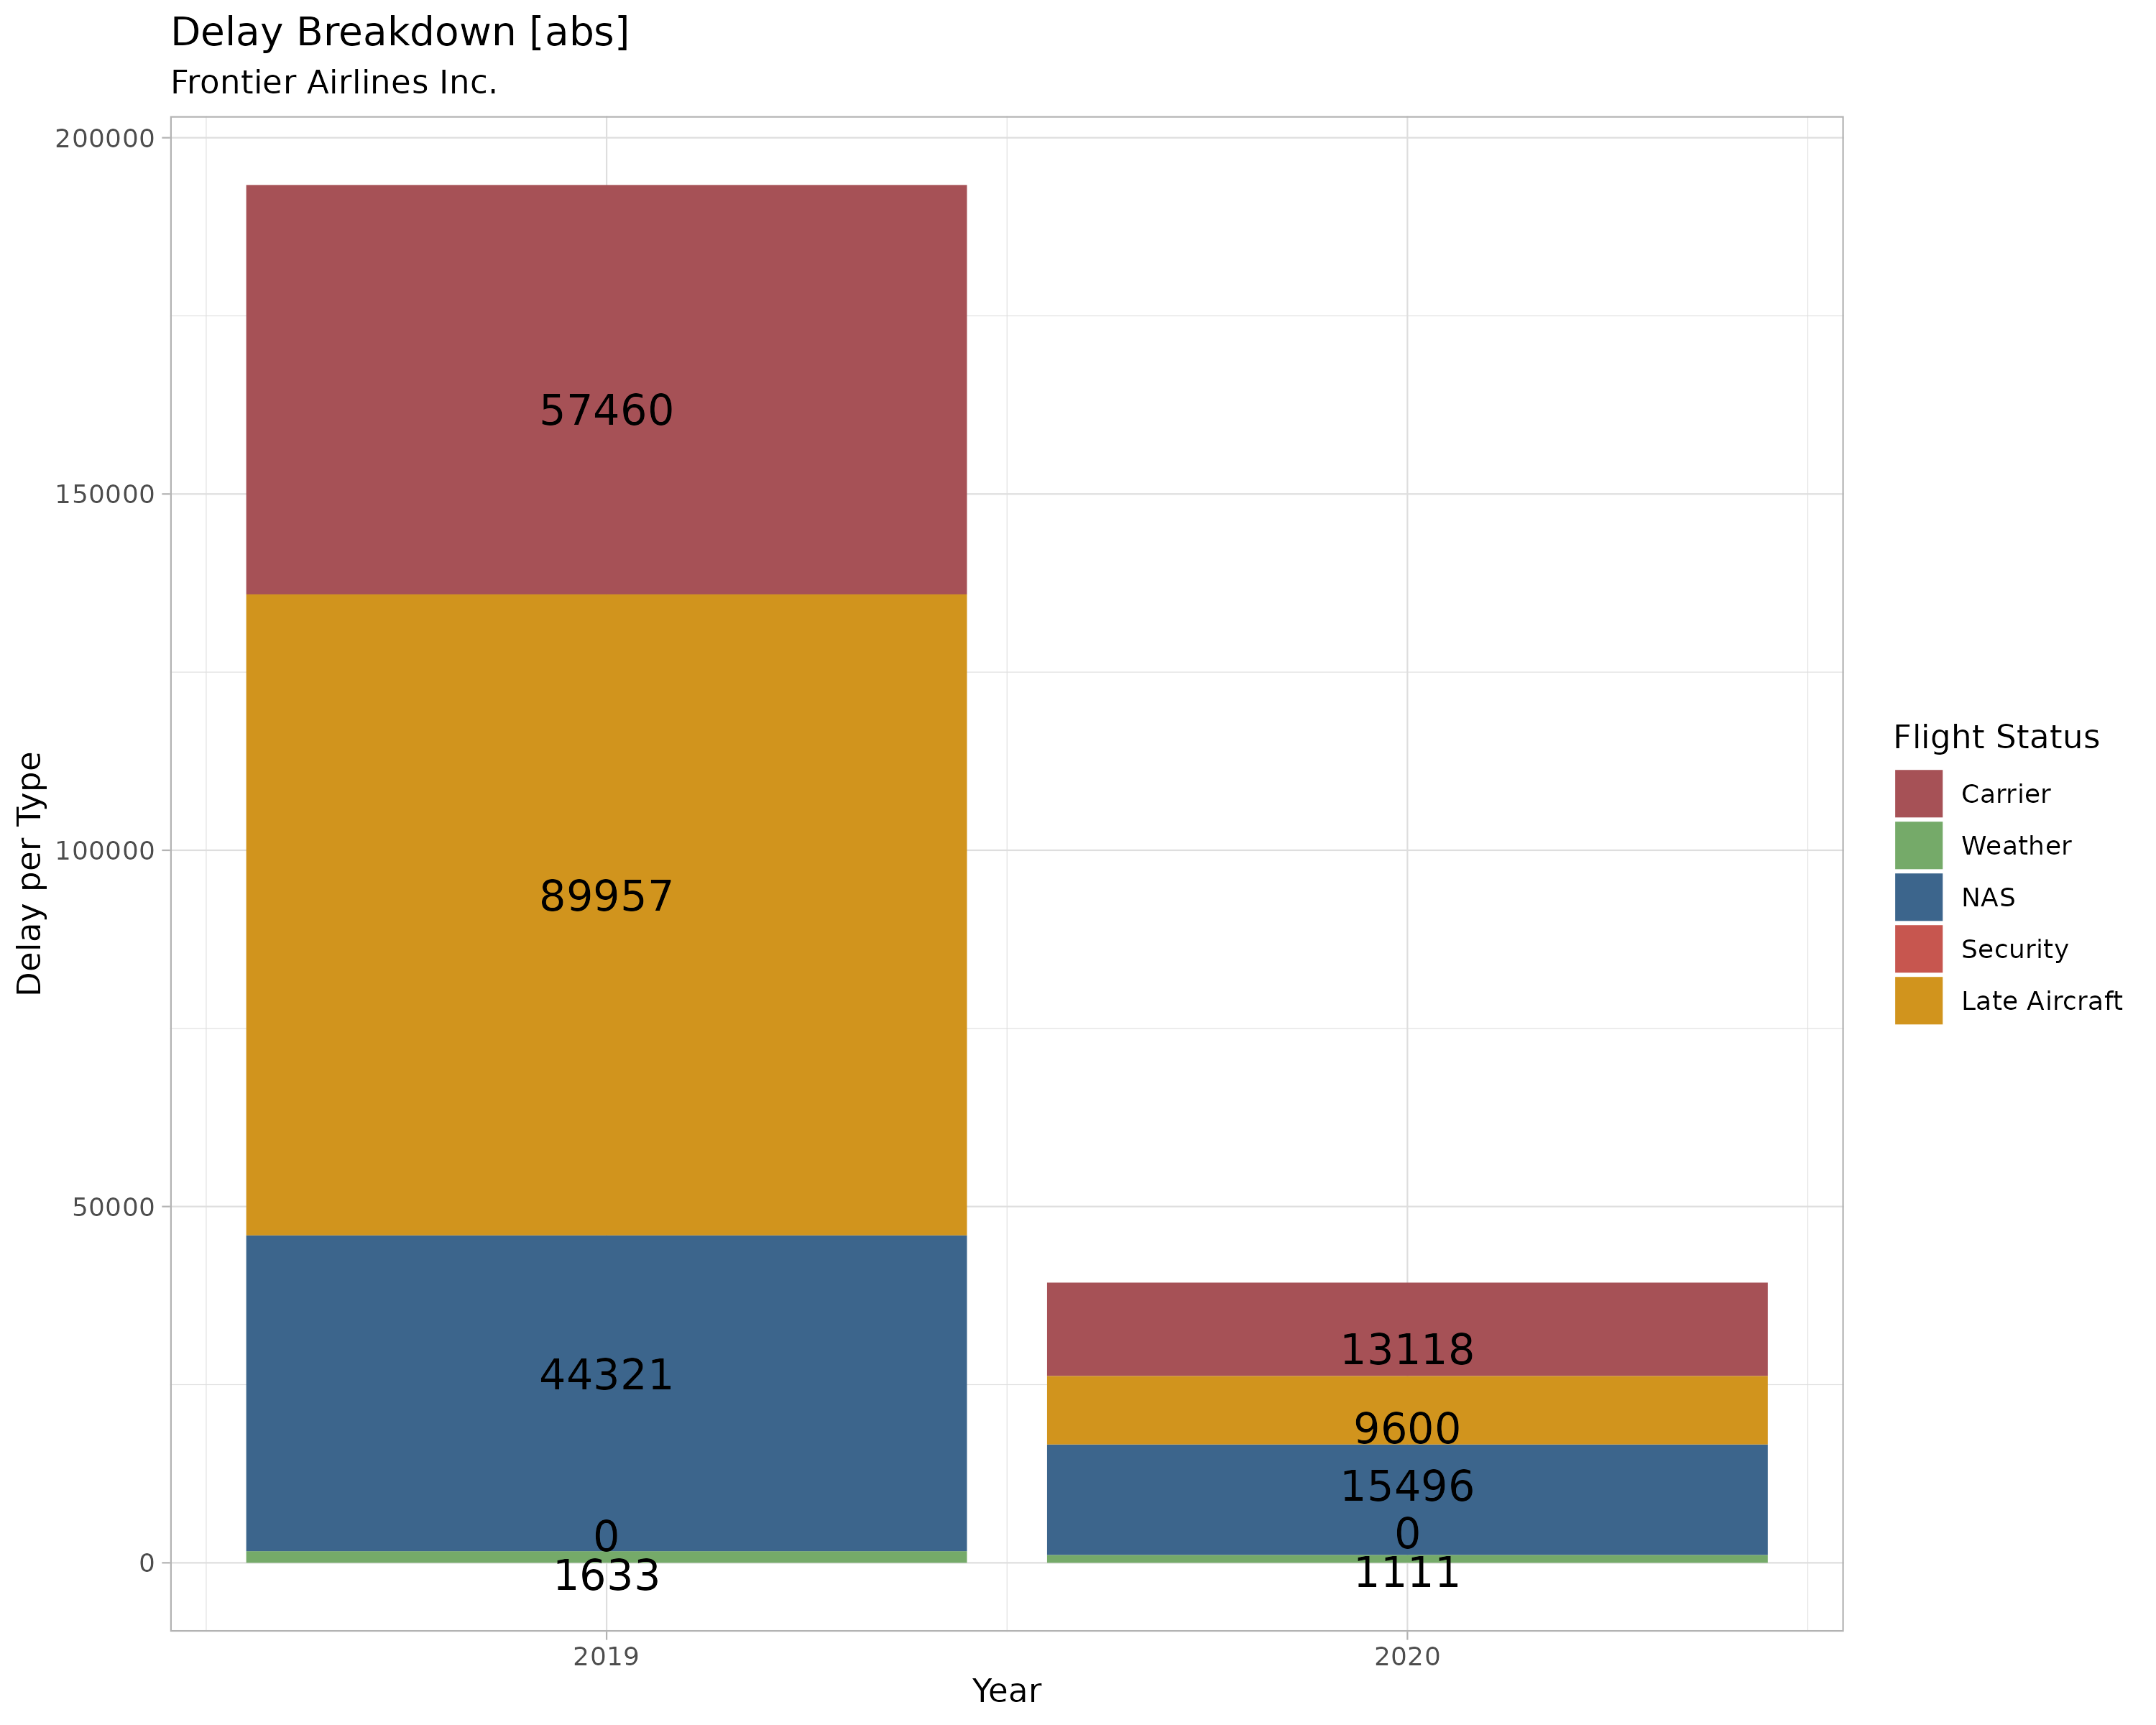 Delay Breakdown [abs]
Frontier Airlines Inc.
Delay per Type
200000
150000
100000
50000
0
57460
89957
44321
0
1633
13118
9600
15496
0
1111
2019
2020
Year
Flight Status
Carrier
Weather
NAS
Security
Late Aircraft